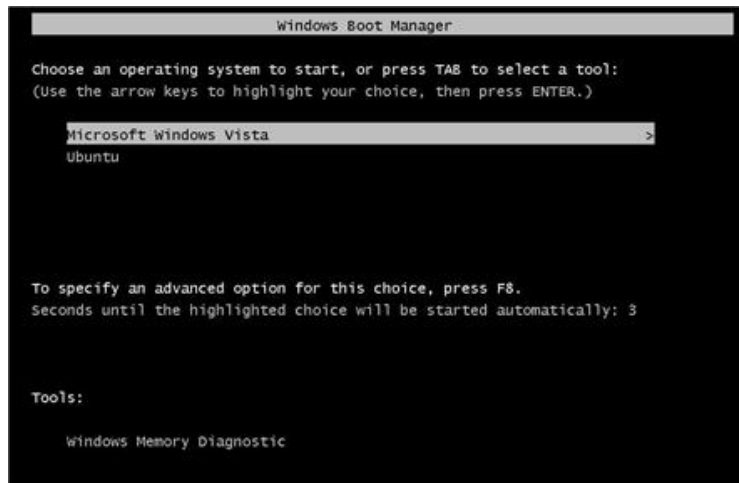 Windows Boot Manager
Choose an operating system to start, or press TAB to select a tool:
(Use the arrow keys to highlight your choice, then press ENTER.)
Microsoft Windows Vista >
Ubuntu
To specify an advanced option for this choice, press F8.
Seconds until the highlighted choice will be started automatically: 3
Tools:
Windows Memory Diagnostic